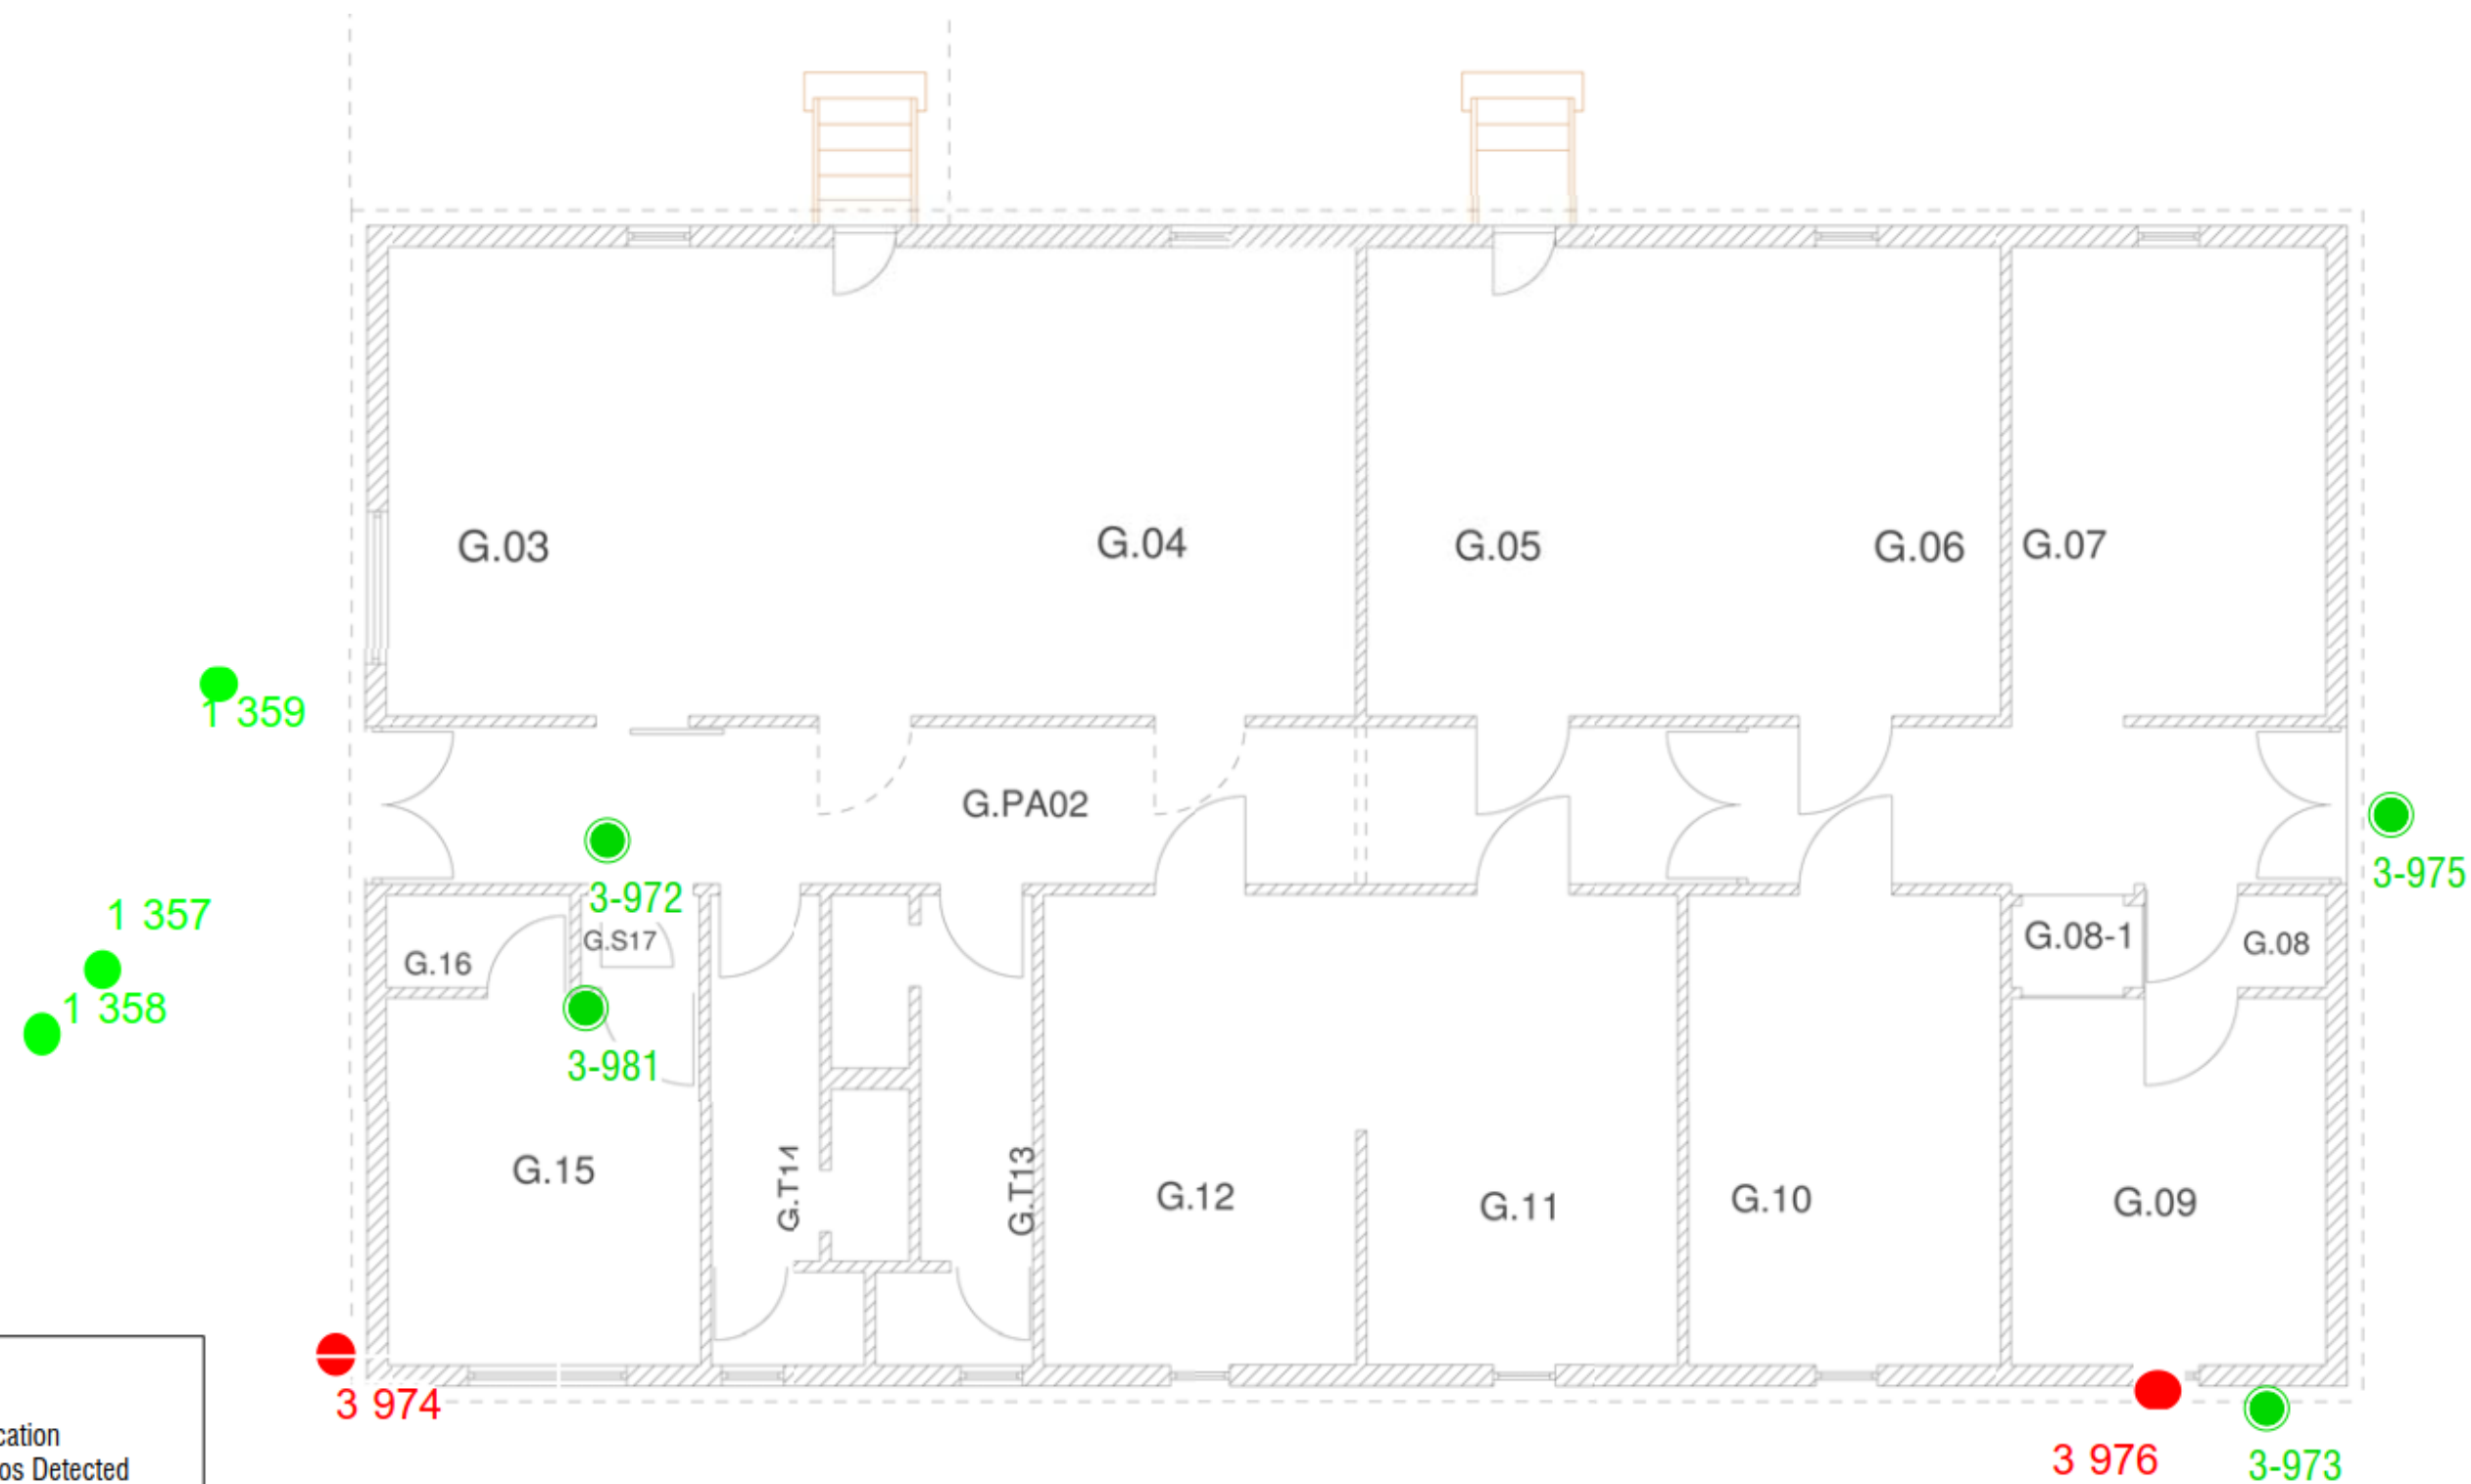 G.03
G.04
G.05
G.06
G.07
1 359
G.PA02
3-972
3-975
1 357
G.S17
G.16
G.08-1
G.08
1 358
3-981
G.15
G.T14
G.T13
G.12
G.11
G.10
G.09
3 974
3 976
3-973
cation
os Detected